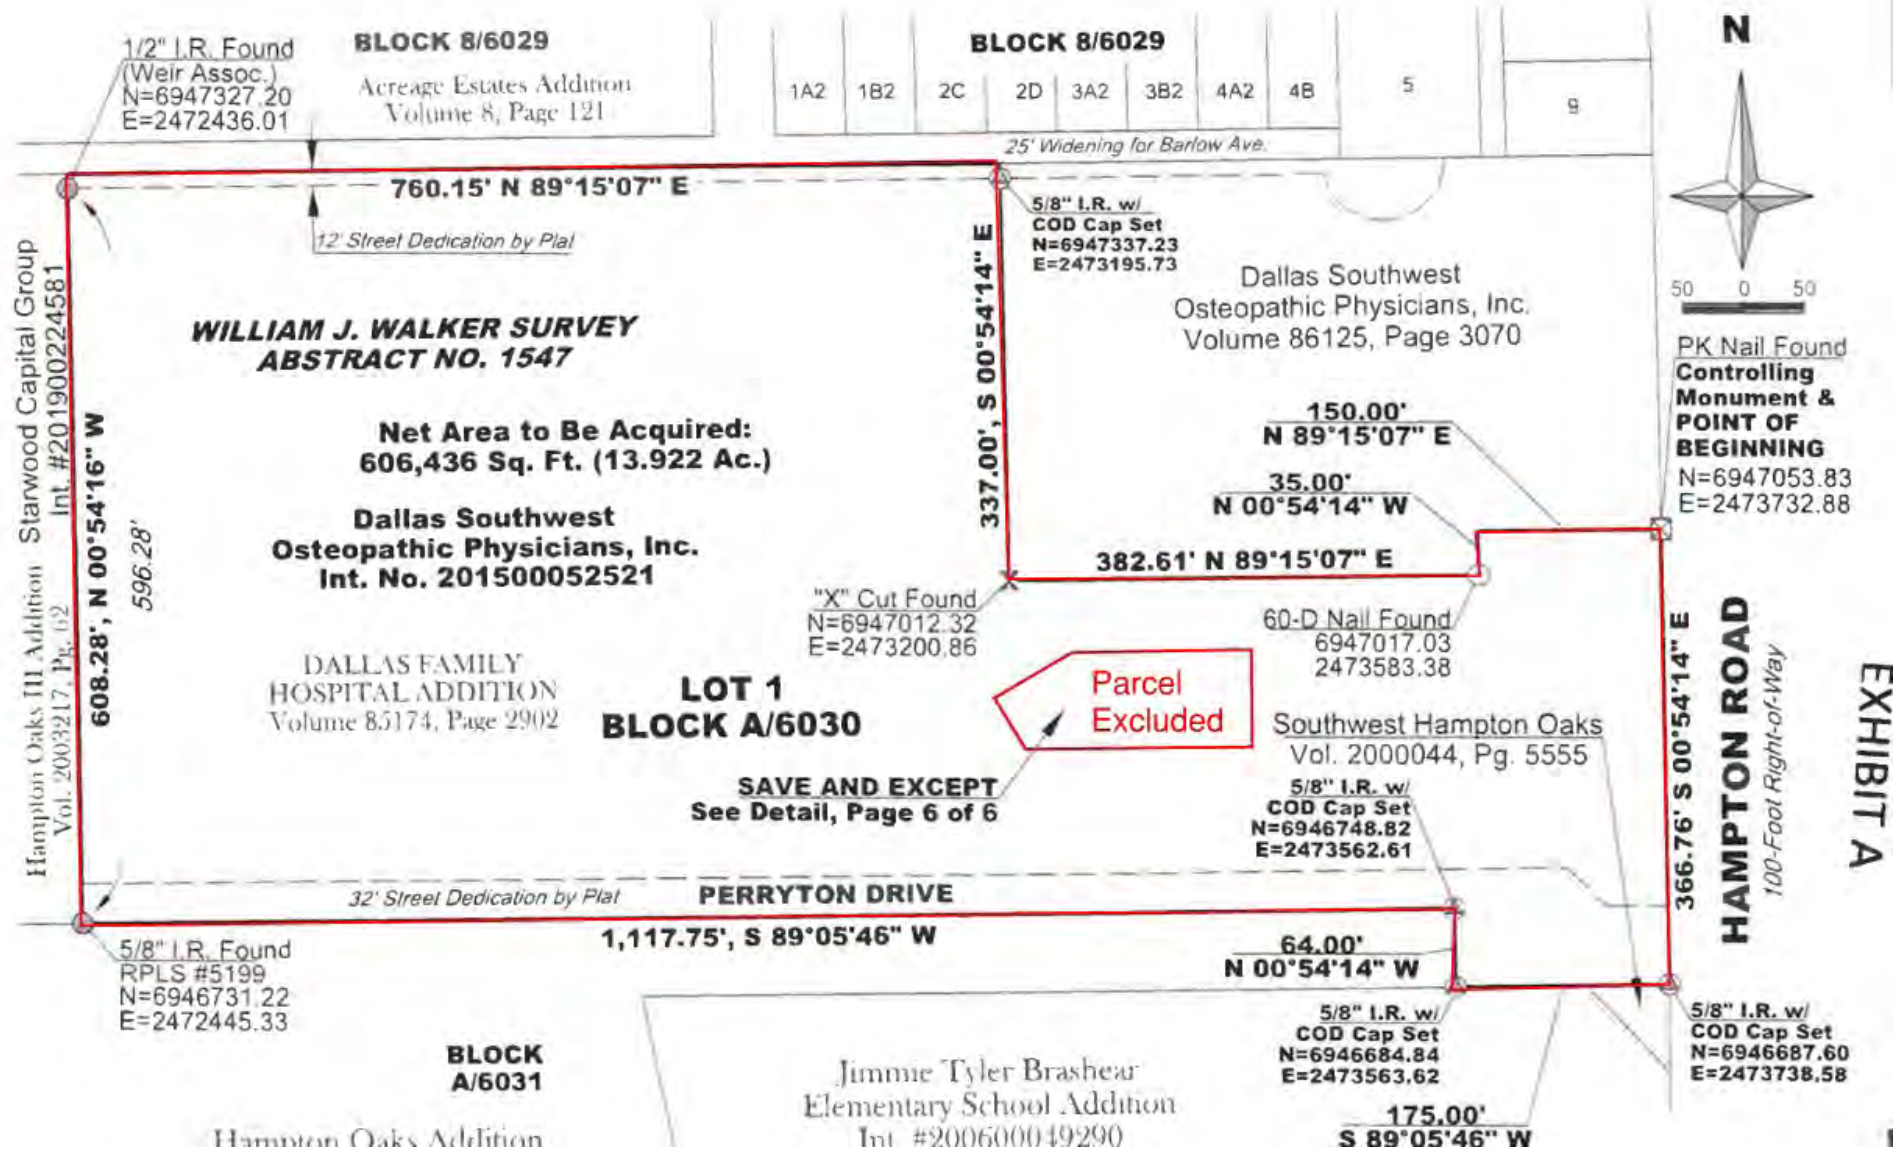 1/2" I.R. Found
(Weir Assoc.)
N=6947327.20
E=2472436.01
BLOCK 8/6029
Acreage Estates Addition
Volume 8, Page 121
BLOCK 8/6029
1A2 1B2 2C 2D 3A2 3B2 4A2 4B 5 9
25' Widening for Barlow Ave.
N
50 0 50
760.15' N 89°15'07" E
12' Street Dedication by Plat
5/8" I.R. w/
COD Cap Set
N=6947337.23
E=2473195.73
Dallas Southwest
Osteopathic Physicians, Inc.
Volume 86125, Page 3070
PK Nail Found
Controlling
Monument &
POINT OF
BEGINNING
N=6947053.83
E=2473732.88
Starwood Capital Group
Int. #201900224581
Hampton Oaks III Addition
Vol. 2003217, Pg. 62
608.28', N 00°54'16" W
596.28'
WILLIAM J. WALKER SURVEY
ABSTRACT NO. 1547
Net Area to Be Acquired:
606,436 Sq. Ft. (13.922 Ac.)
Dallas Southwest
Osteopathic Physicians, Inc.
Int. No. 201500052521
337.00', S 00°54'14" E
150.00'
N 89°15'07" E
35.00'
N 00°54'14" W
382.61' N 89°15'07" E
"X" Cut Found
N=6947012.32
E=2473200.86
60-D Nail Found
6947017.03
2473583.38
DALLAS FAMILY
HOSPITAL ADDITION
Volume 85174, Page 2902
LOT 1
BLOCK A/6030
Parcel
Excluded
SAVE AND EXCEPT
See Detail, Page 6 of 6
Southwest Hampton Oaks
Vol. 2000044, Pg. 5555
5/8" I.R. w/
COD Cap Set
N=6946748.82
E=2473562.61
366.76' S 00°54'14" E
HAMPTON ROAD
100-Foot Right-of-Way
EXHIBIT A
32' Street Dedication by Plat
PERRYTON DRIVE
1,117.75', S 89°05'46" W
64.00'
N 00°54'14" W
5/8" I.R. Found
RPLS #5199
N=6946731.22
E=2472445.33
5/8" I.R. w/
COD Cap Set
N=6946684.84
E=2473563.62
5/8" I.R. w/
COD Cap Set
N=6946687.60
E=2473738.58
BLOCK
A/6031
Hampton Oaks Addition
Jimmie Tyler Brashear
Elementary School Addition
Int. #200600049290
175.00'
S 89°05'46" W